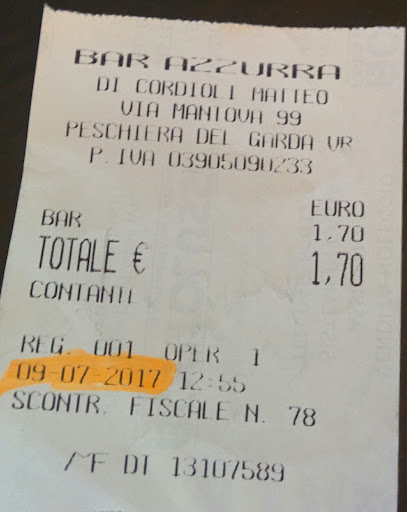 BAR AZZURRA
DI CORDIOLI MATTEO
VIA MANTOVA 99
PESCHIERA DEL GARDA VR
P. IVA 03905090233
EURO
BAR 1.70
TOTALE € 1,70
CONTANTI
REG. 001 OPER 1
09-07-2017 12:55
SCONTR. FISCALE N. 78
/MF DT 13107589